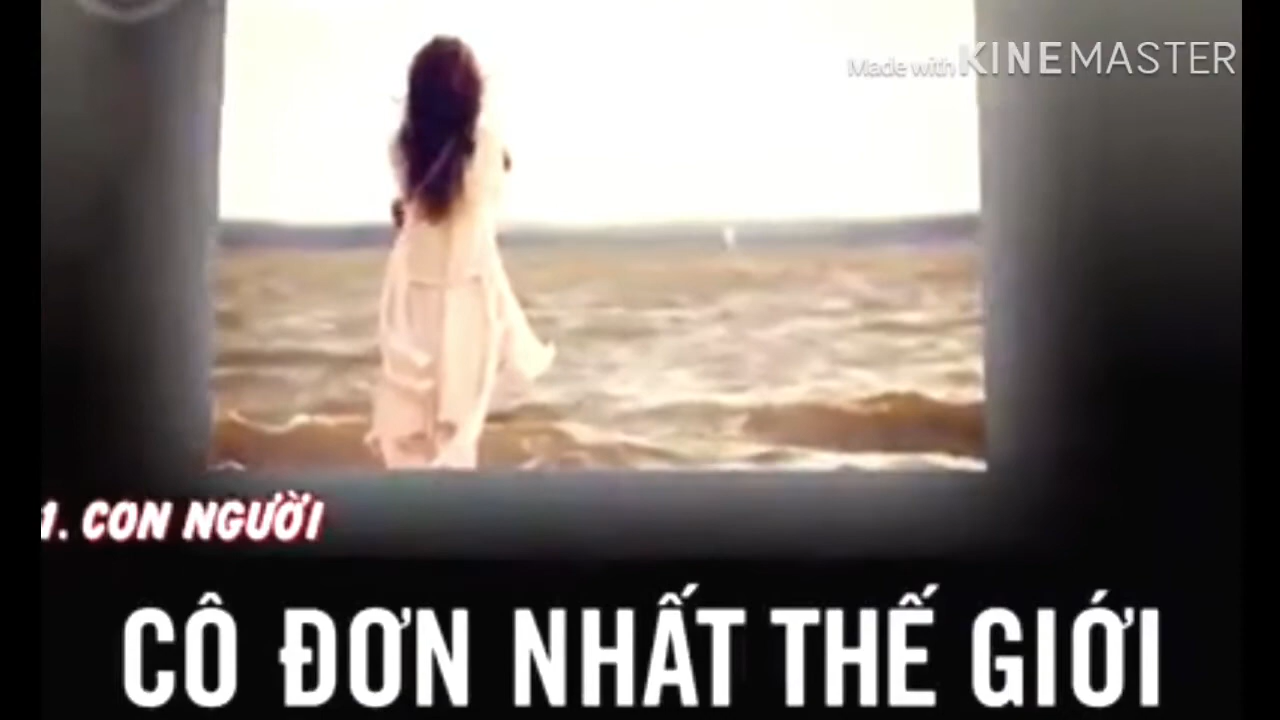 Made with KINEMASTER
1. CON NGƯỜI
CÔ ĐƠN NHẤT THẾ GIỚI